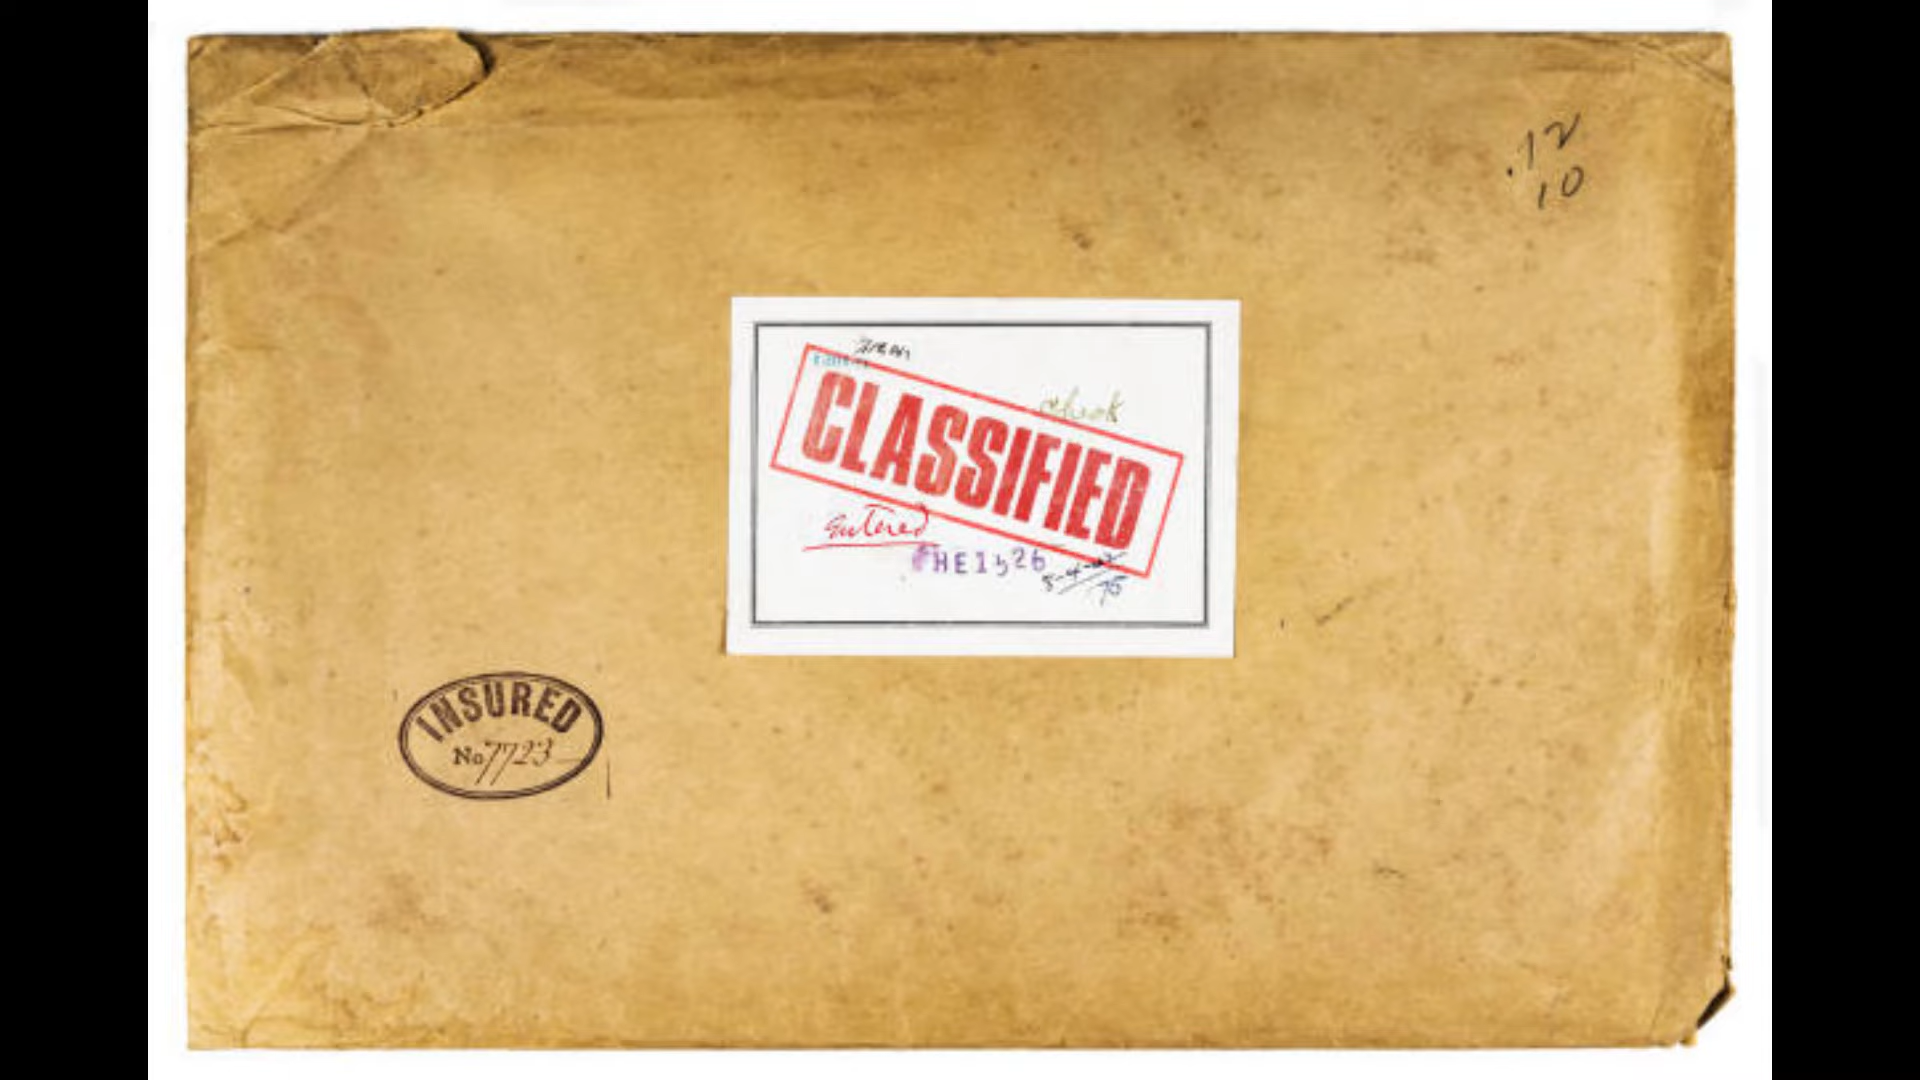 .12
10
check
CLASSIFIED
entered
HE1526
INSURED
No 7723